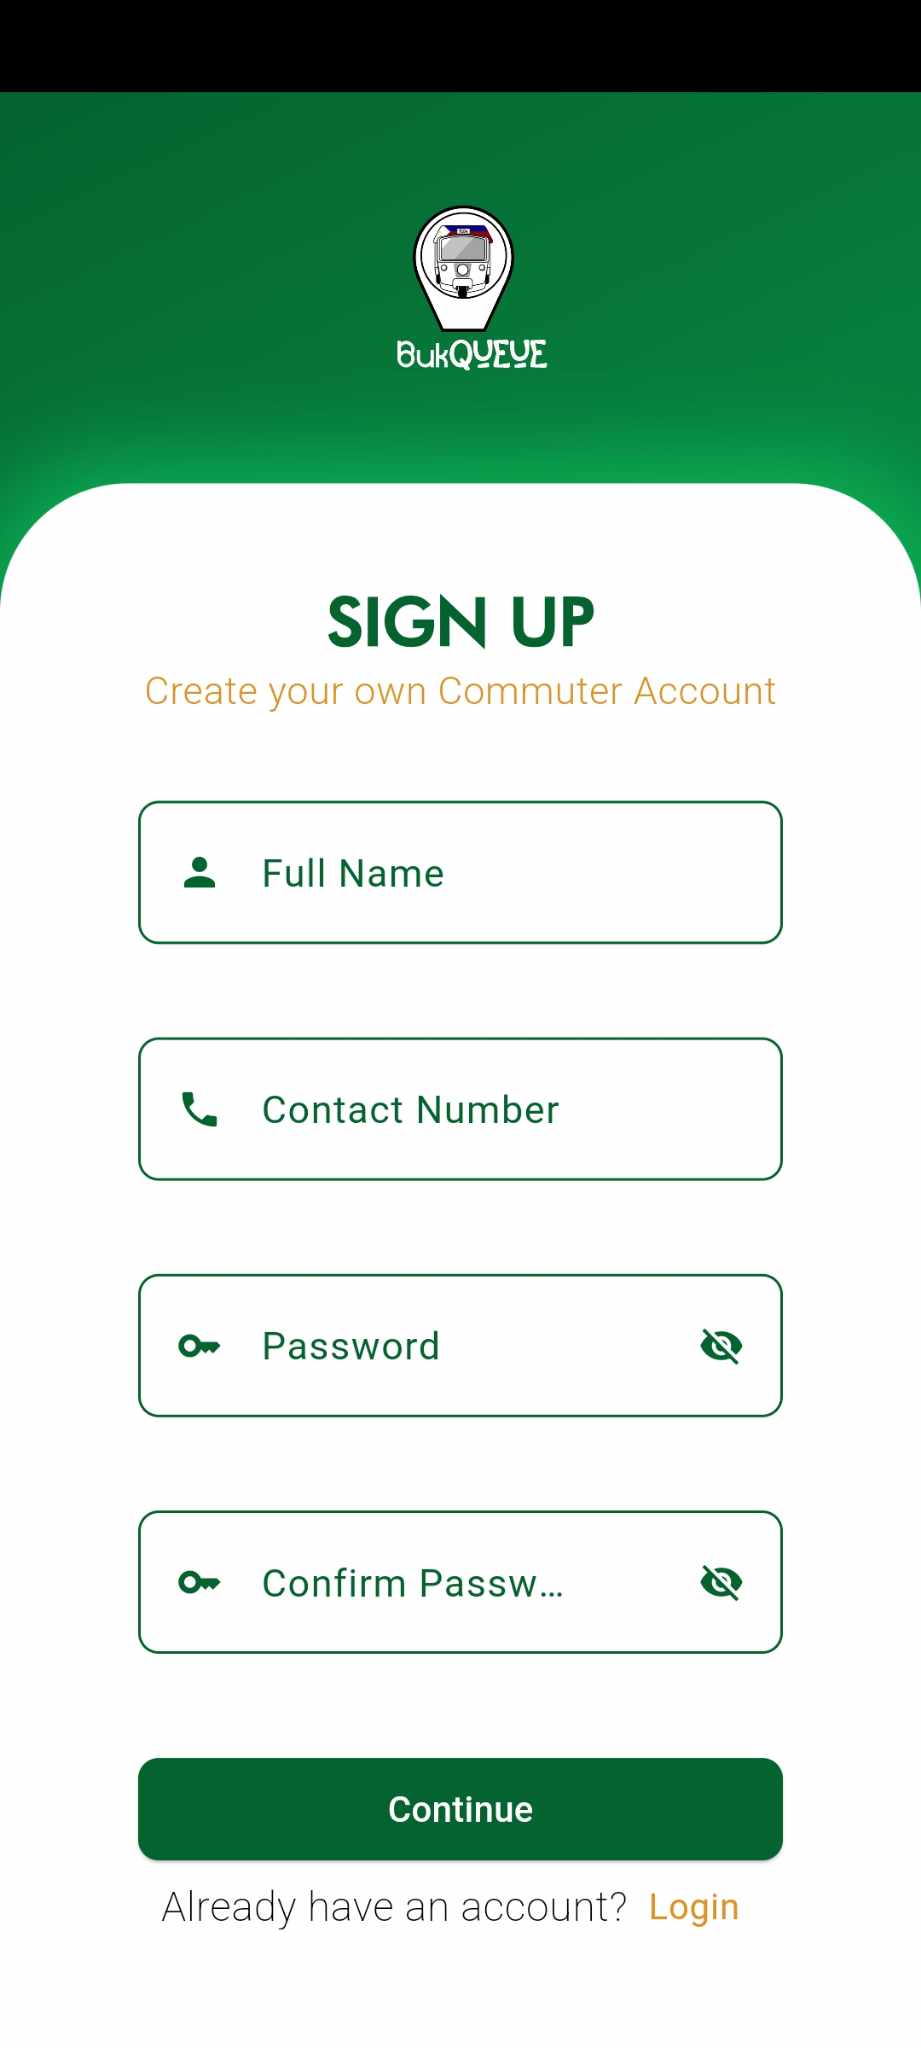 BukQUEUE
SIGN UP
Create your own Commuter Account
Full Name
Contact Number
Password
Confirm Passw...
Continue
Already have an account? Login